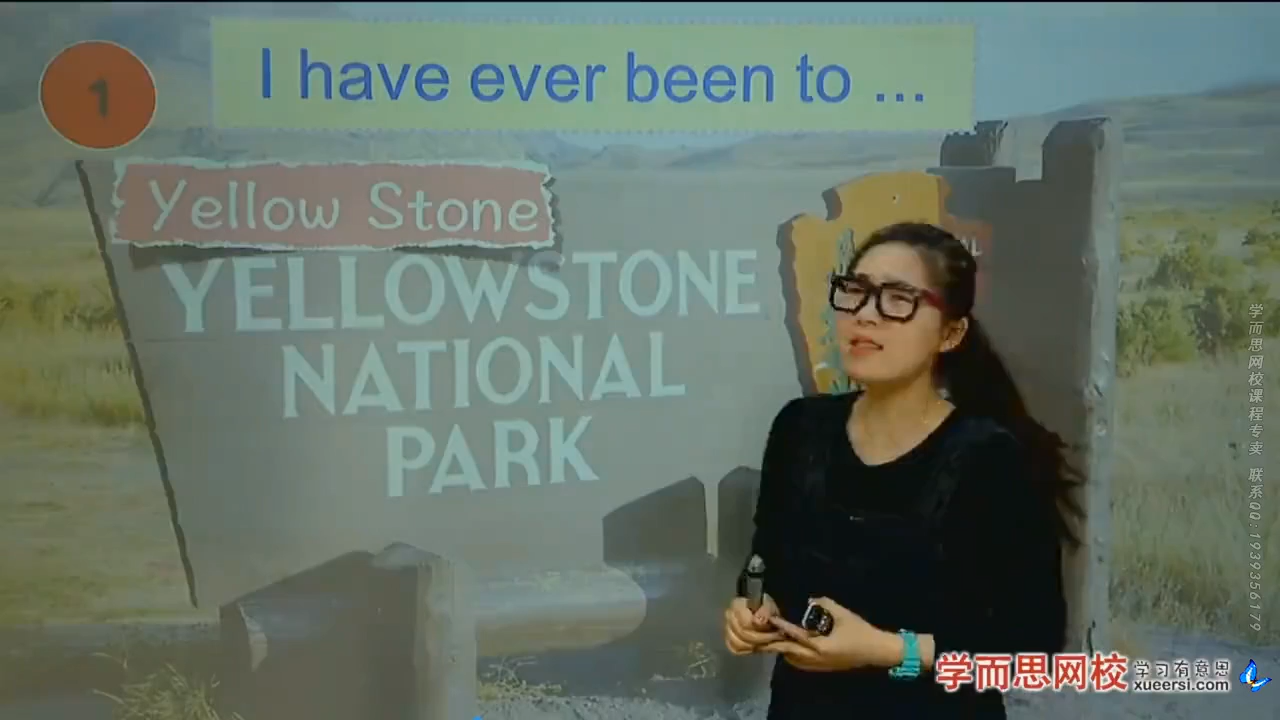 1
I have ever been to ...
Yellow Stone
YELLOWSTONE
NATIONAL
PARK
学而思网校课程专卖 联系QQ:1939356179
学而思网校
学习有意思
xueersi.com